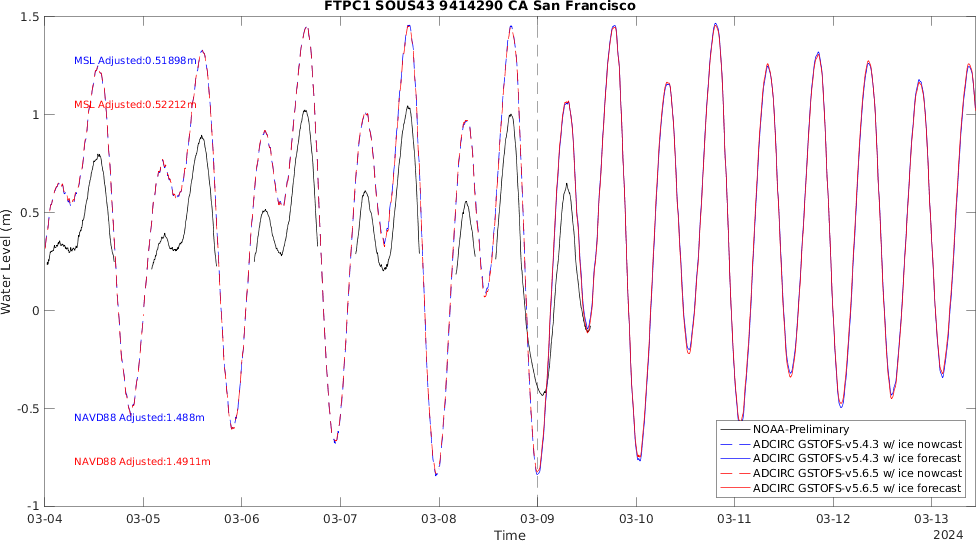 FTPC1 SOUS43 9414290 CA San Francisco
1.5
MSL Adjusted:0.51898m
MSL Adjusted:0.52212m
1
0.5
Water Level (m)
0
-0.5
NAVD88 Adjusted:1.488m
NAVD88 Adjusted:1.4911m
NOAA-Preliminary
ADCIRC GSTOFS-v5.4.3 w/ ice nowcast
ADCIRC GSTOFS-v5.4.3 w/ ice forecast
ADCIRC GSTOFS-v5.6.5 w/ ice nowcast
ADCIRC GSTOFS-v5.6.5 w/ ice forecast
-1
03-04 03-05 03-06 03-07 03-08 03-09 03-10 03-11 03-12 03-13
Time
2024